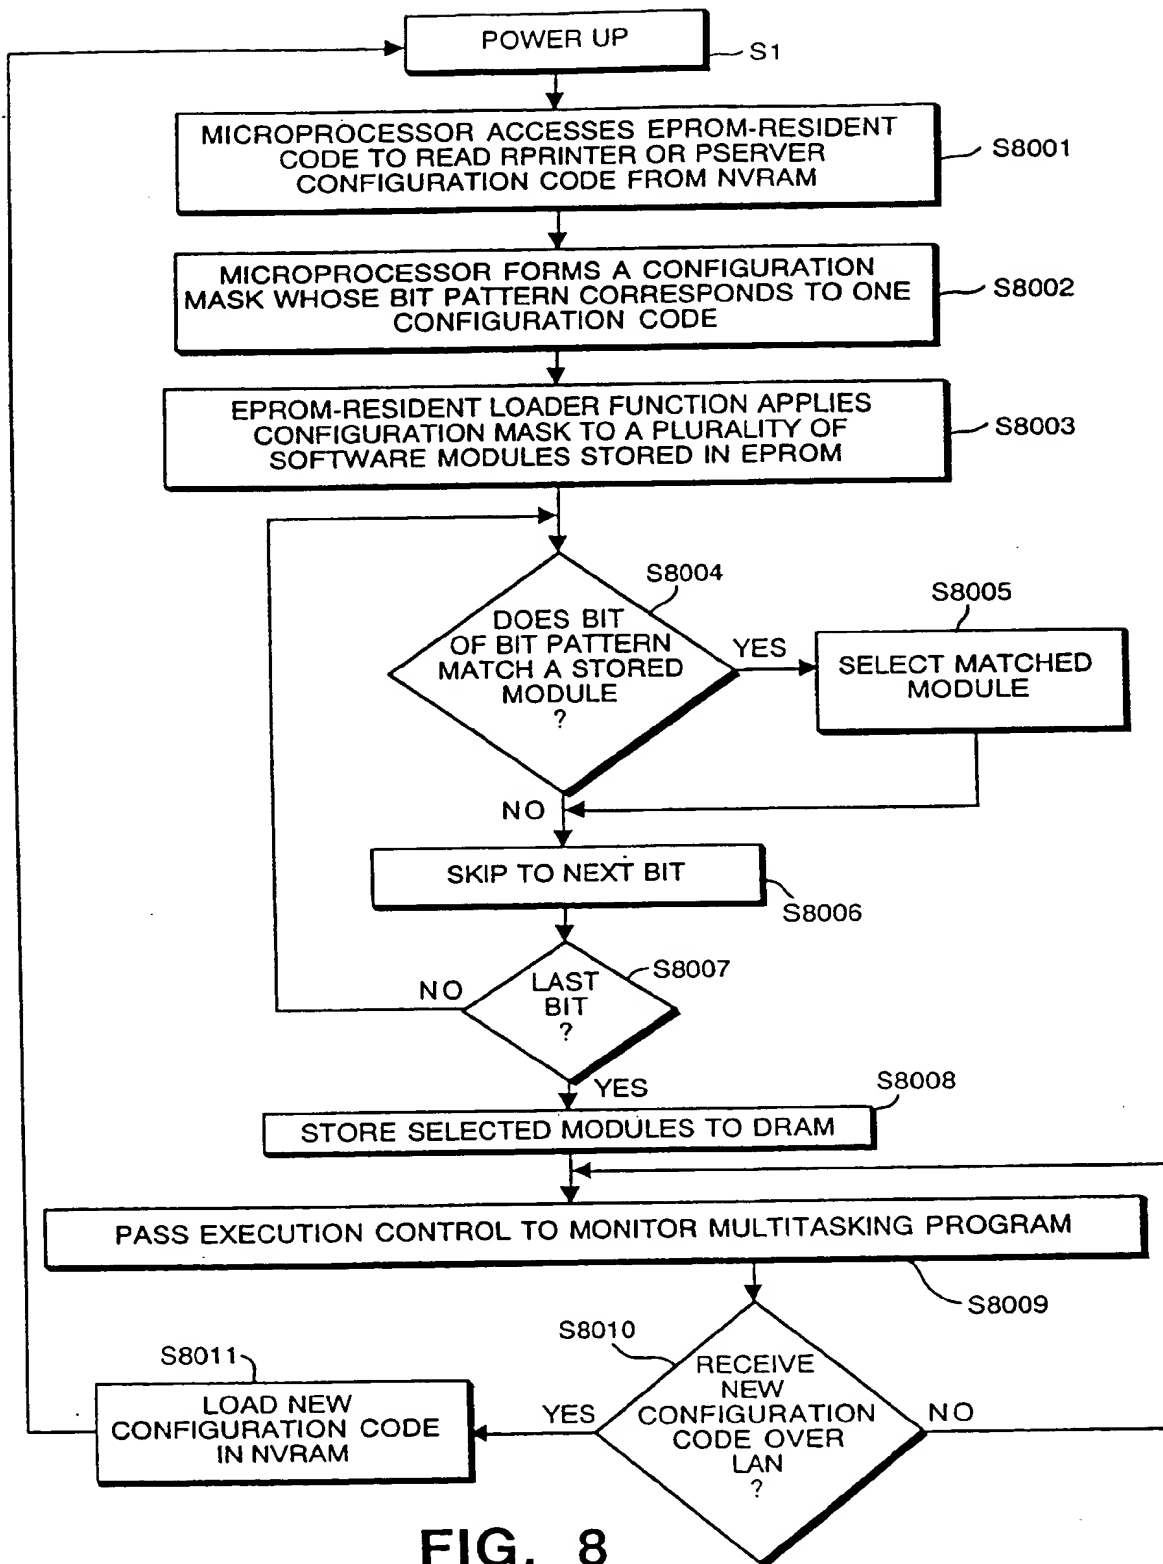 POWER UP
S1
MICROPROCESSOR ACCESSES EPROM-RESIDENT
CODE TO READ RPRINTER OR PSERVER
CONFIGURATION CODE FROM NVRAM
S8001
MICROPROCESSOR FORMS A CONFIGURATION
MASK WHOSE BIT PATTERN CORRESPONDS TO ONE
CONFIGURATION CODE
S8002
EPROM-RESIDENT LOADER FUNCTION APPLIES
CONFIGURATION MASK TO A PLURALITY OF
SOFTWARE MODULES STORED IN EPROM
S8003
S8004
DOES BIT
OF BIT PATTERN
MATCH A STORED
MODULE
?
YES
S8005
SELECT MATCHED
MODULE
NO
SKIP TO NEXT BIT
S8006
S8007
LAST
BIT
?
NO
YES
S8008
STORE SELECTED MODULES TO DRAM
PASS EXECUTION CONTROL TO MONITOR MULTITASKING PROGRAM
S8009
S8010
RECEIVE
NEW
CONFIGURATION
CODE OVER
LAN
?
YES
NO
S8011
LOAD NEW
CONFIGURATION CODE
IN NVRAM
FIG. 8